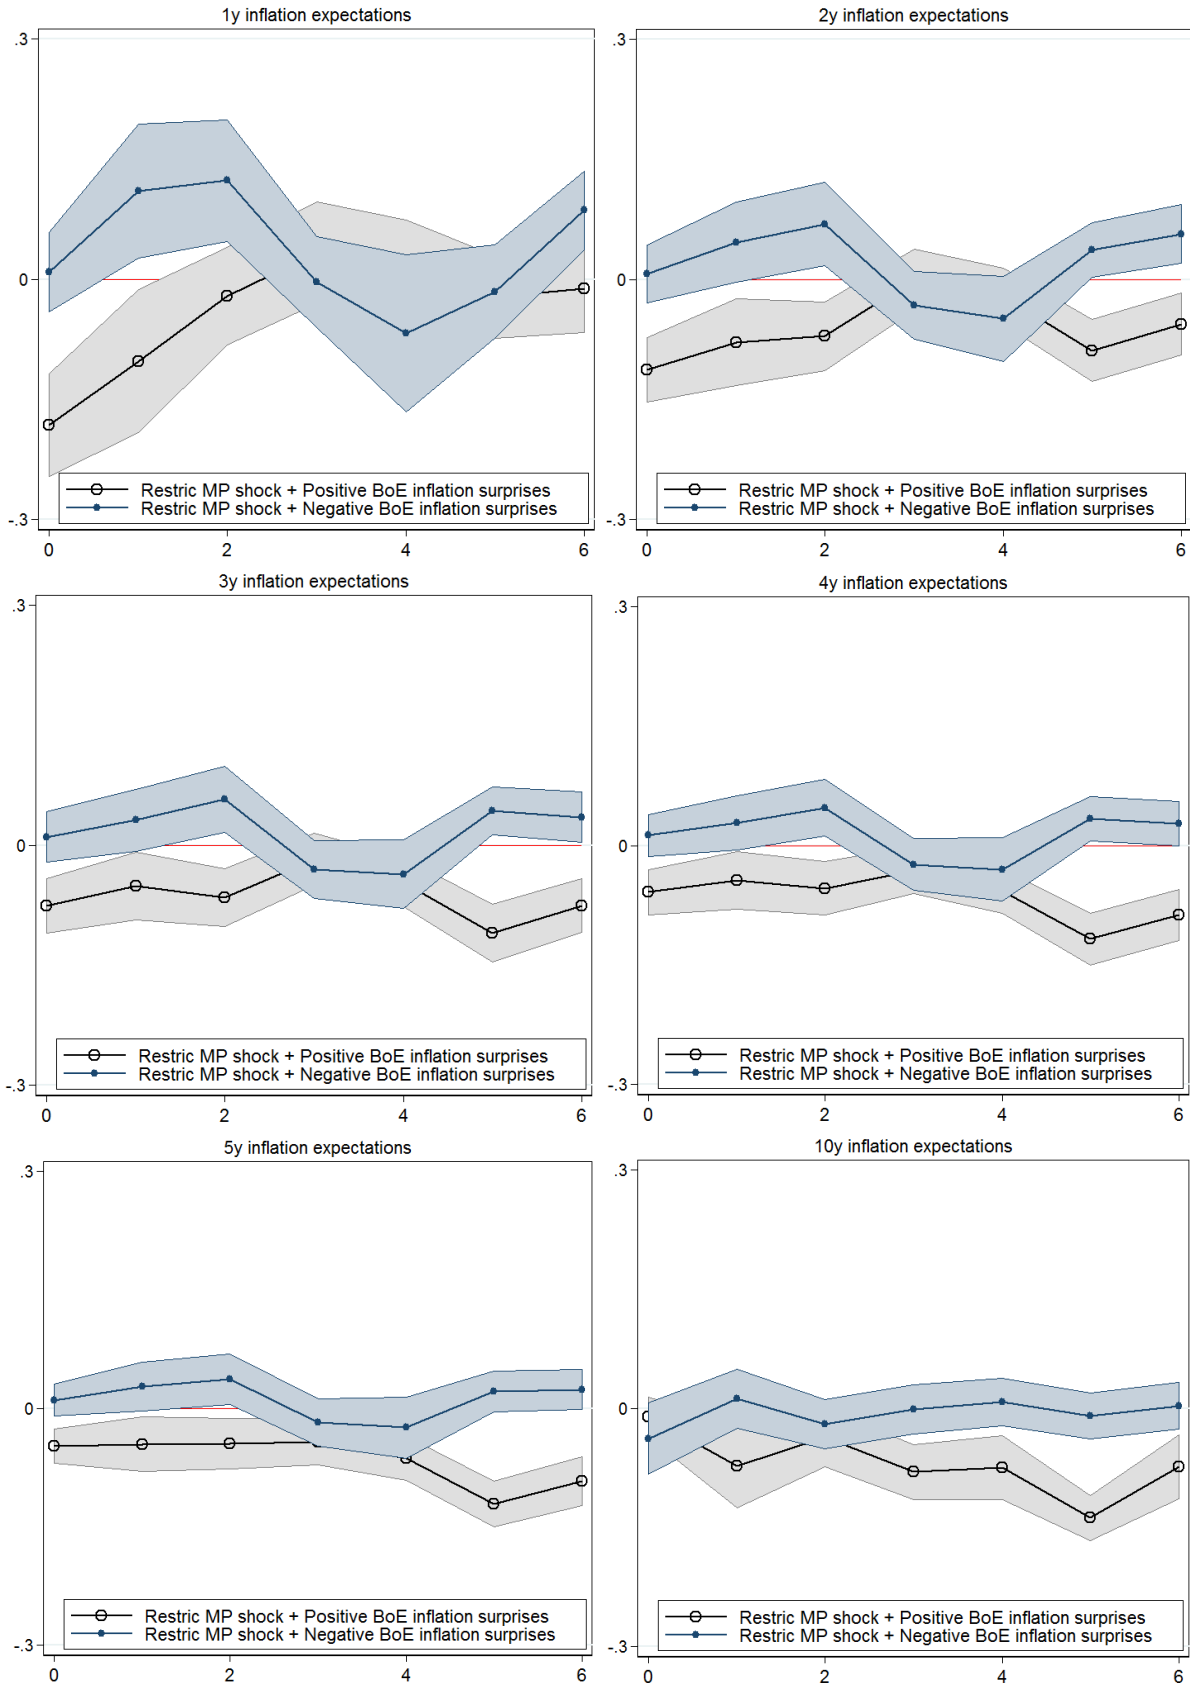 1y inflation expectations
.3
0
-.3
Restric MP shock + Positive BoE inflation surprises
Restric MP shock + Negative BoE inflation surprises
0 2 4 6
2y inflation expectations
.3
0
-.3
Restric MP shock + Positive BoE inflation surprises
Restric MP shock + Negative BoE inflation surprises
0 2 4 6
3y inflation expectations
.3
0
-.3
Restric MP shock + Positive BoE inflation surprises
Restric MP shock + Negative BoE inflation surprises
0 2 4 6
4y inflation expectations
.3
0
-.3
Restric MP shock + Positive BoE inflation surprises
Restric MP shock + Negative BoE inflation surprises
0 2 4 6
5y inflation expectations
.3
0
-.3
Restric MP shock + Positive BoE inflation surprises
Restric MP shock + Negative BoE inflation surprises
0 2 4 6
10y inflation expectations
.3
0
-.3
Restric MP shock + Positive BoE inflation surprises
Restric MP shock + Negative BoE inflation surprises
0 2 4 6